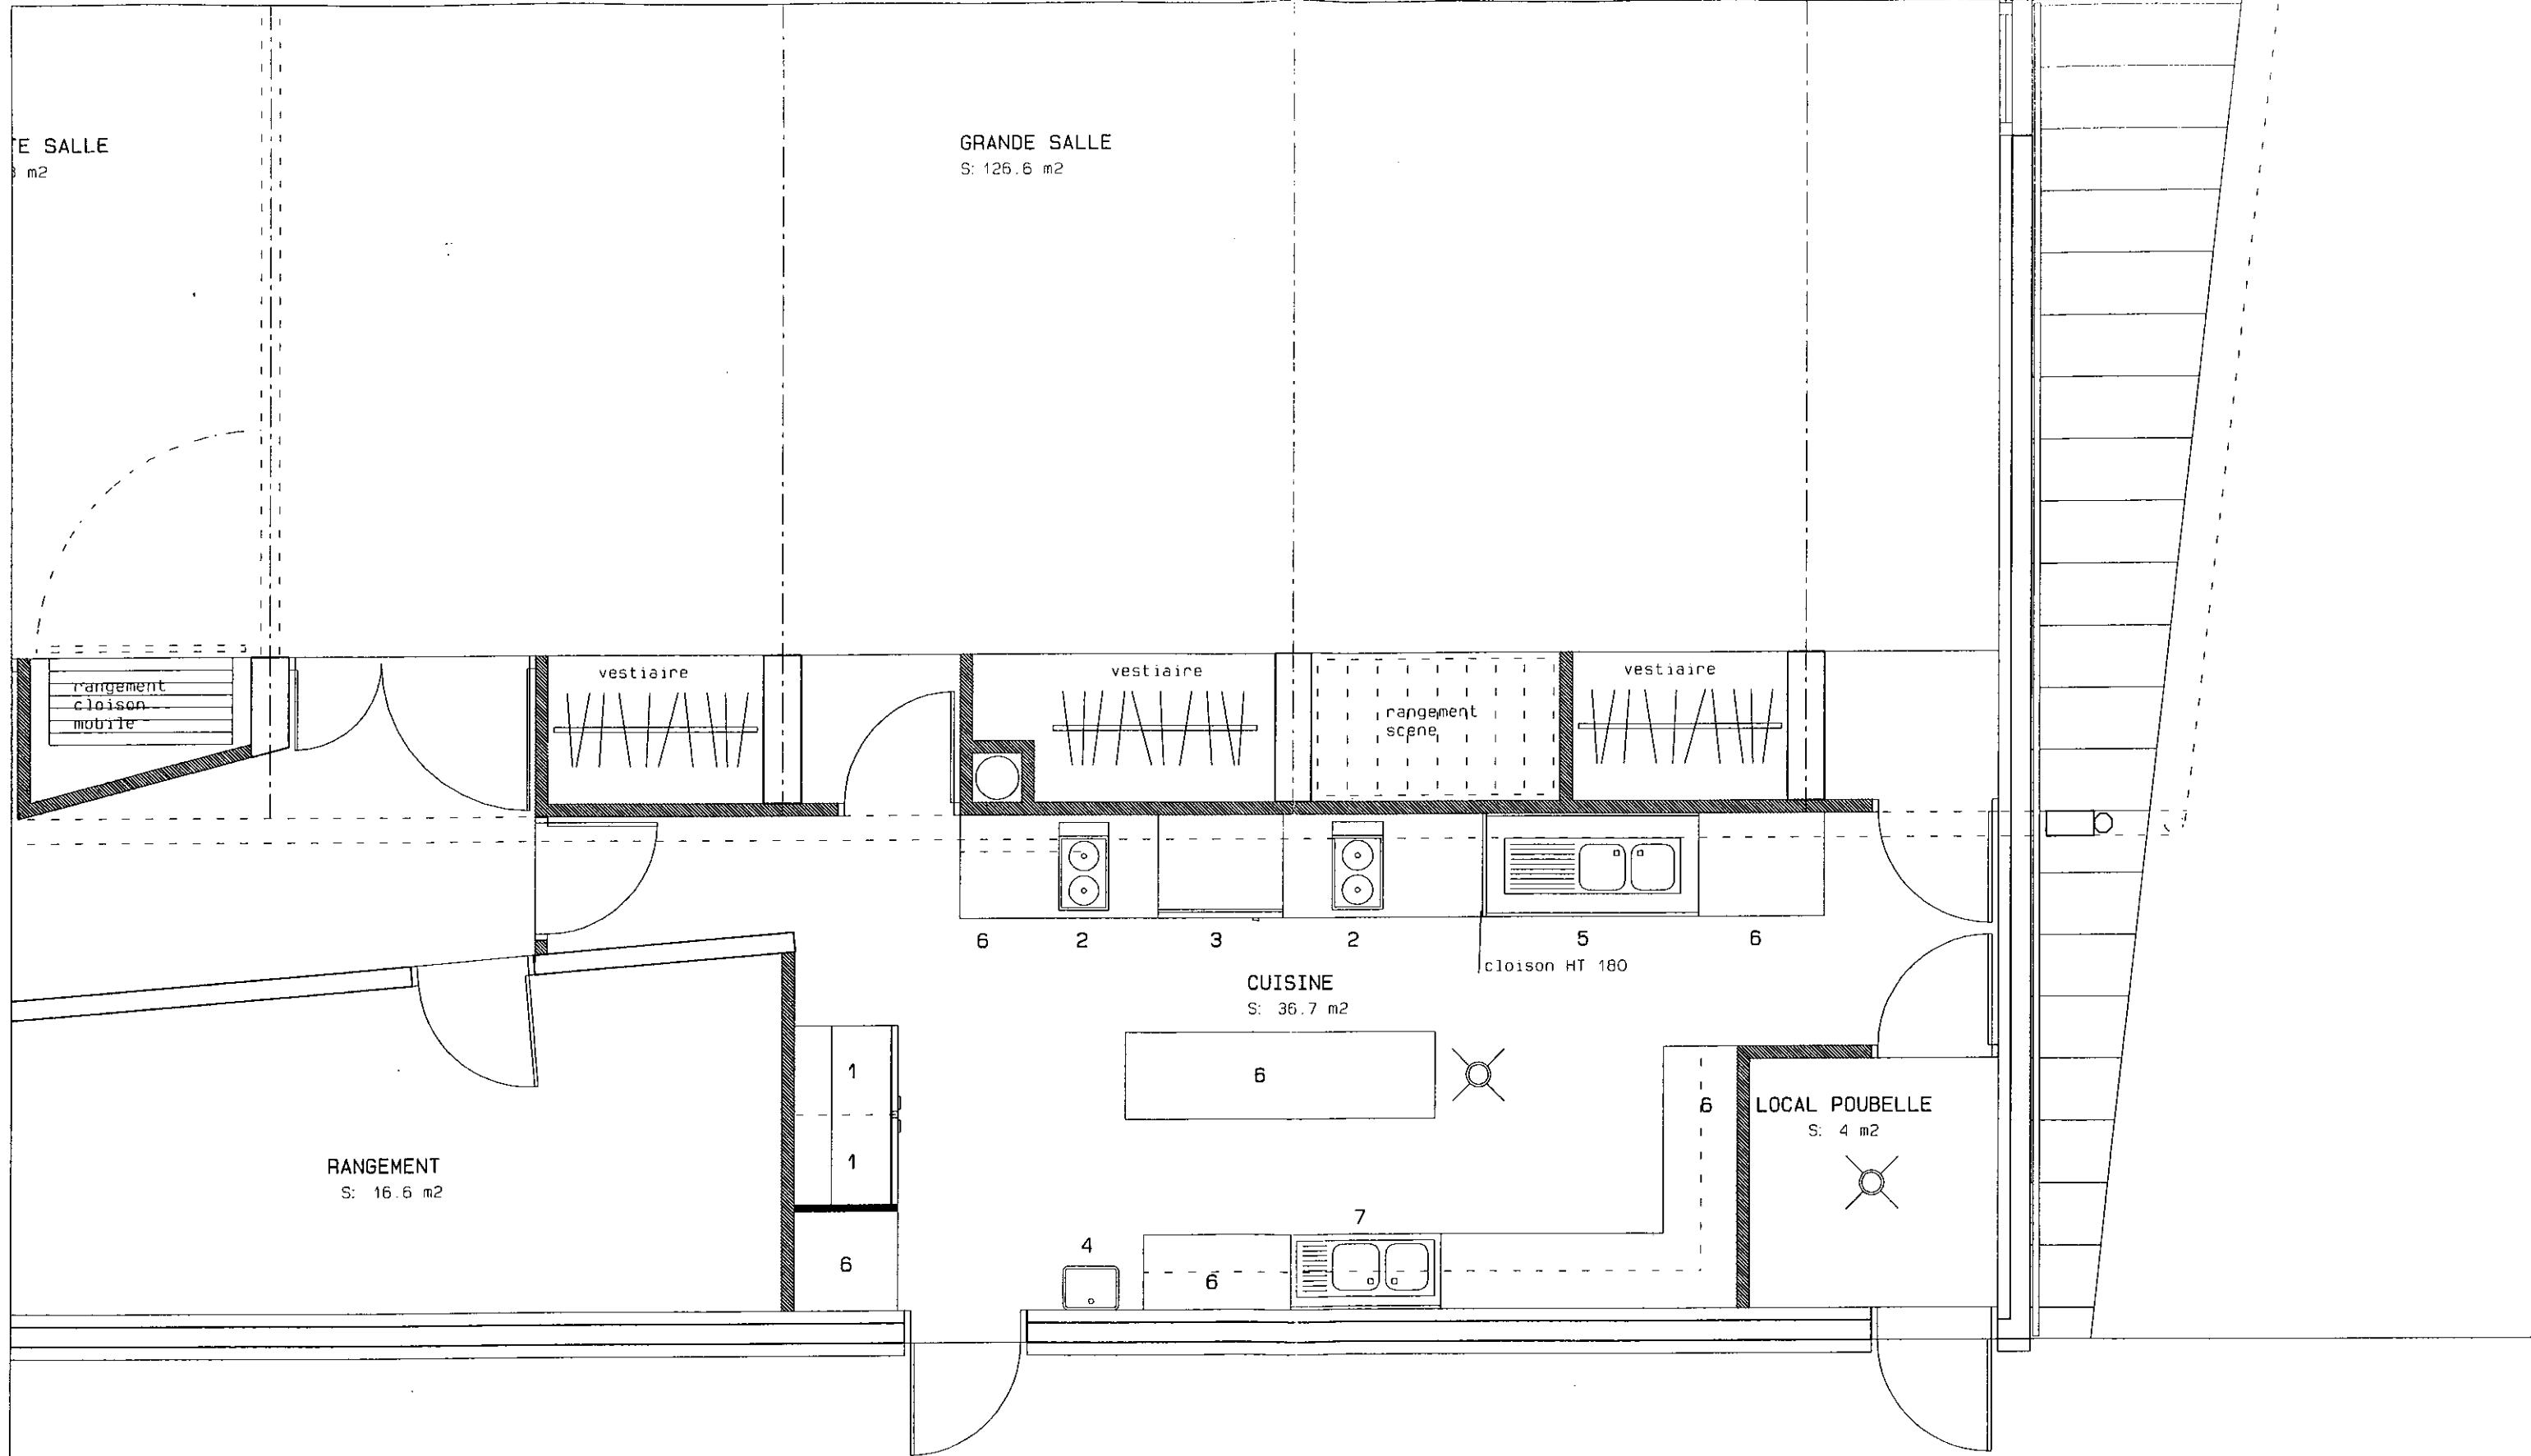 TE SALLE
m2
GRANDE SALLE
S: 126.6 m2
rangement
cloison
mobile
vestiaire
vestiaire
rangement
scene
vestiaire
6
2
3
2
5
6
cloison HT 180
CUISINE
S: 36.7 m2
1
6
6
LOCAL POUBELLE
S: 4 m2
1
RANGEMENT
S: 16.6 m2
7
4
6
6